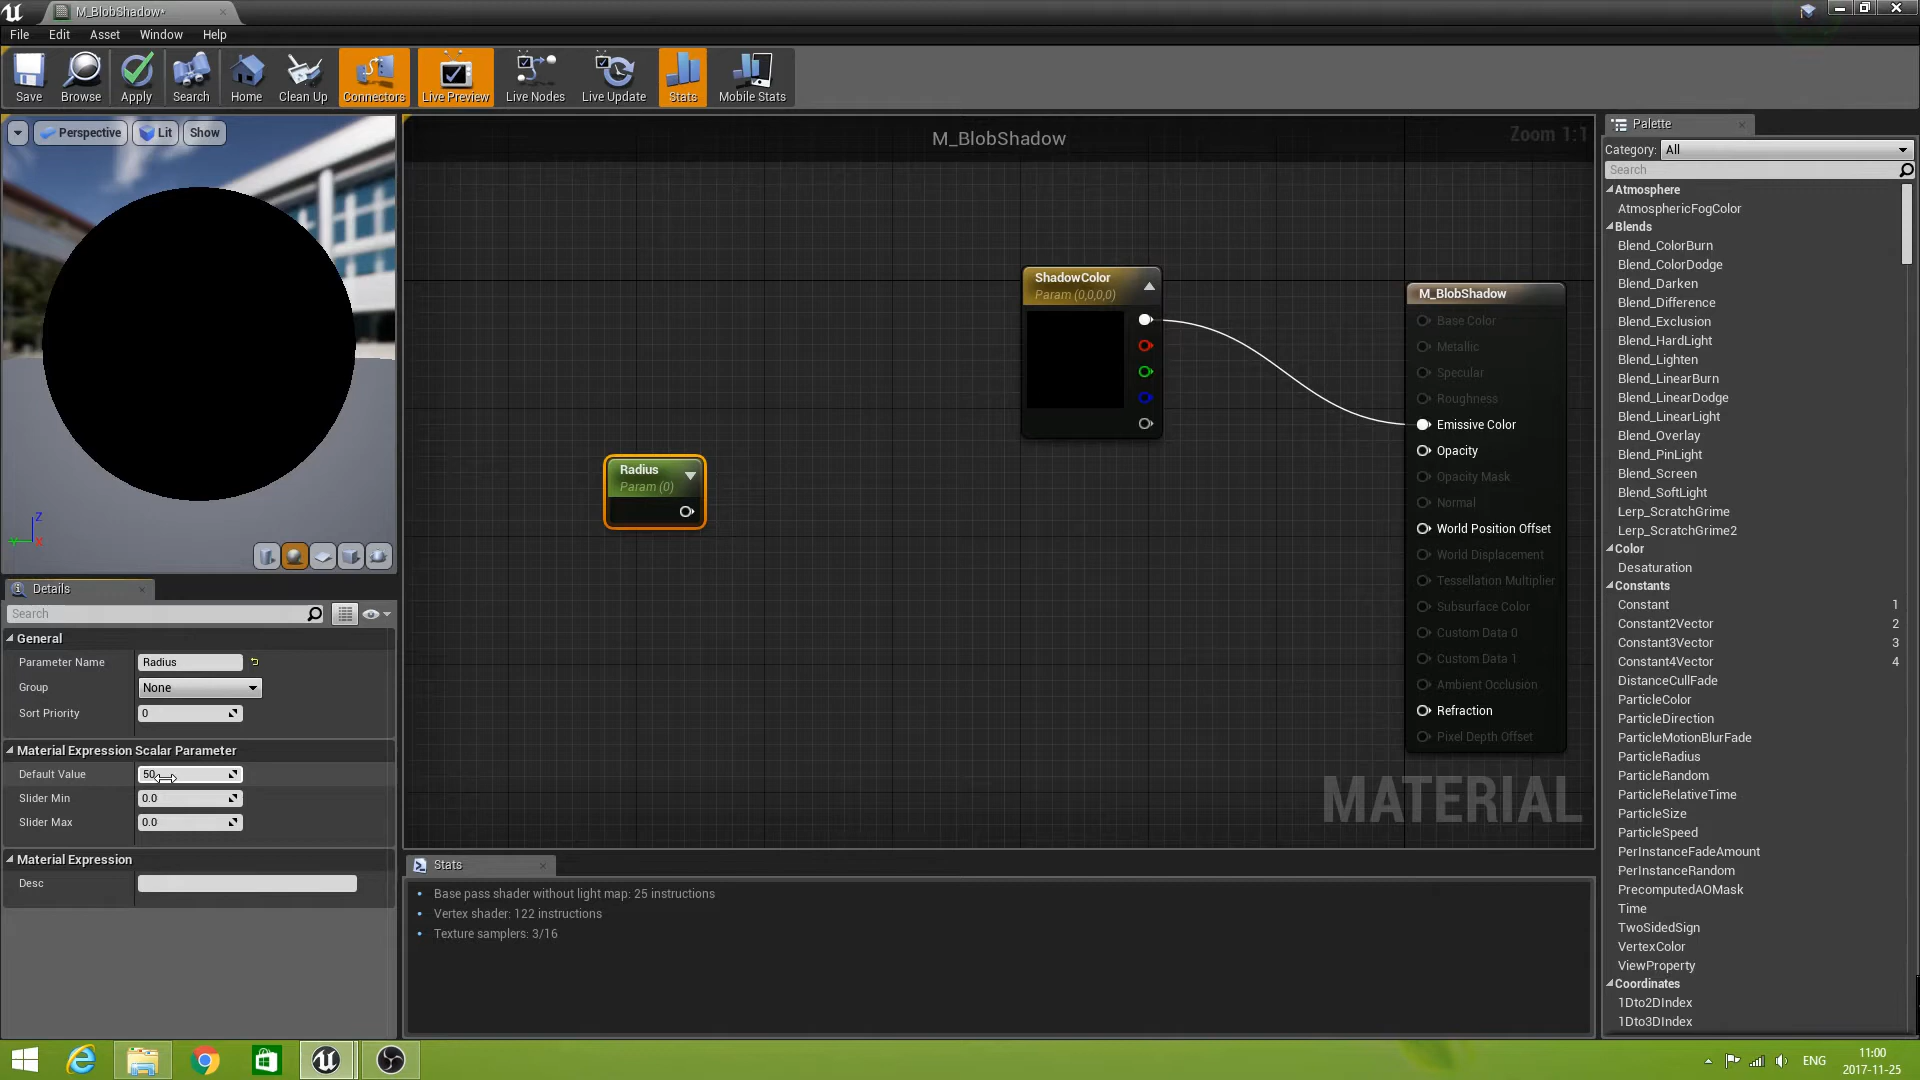 M_BlobShadow*
File Edit Asset Window Help
Save Browse Apply Search Home Clean Up Connectors Live Preview Live Nodes Live Update Stats Mobile Stats
Perspective Lit Show
Z
Y X
Details
Search
General
Parameter Name Radius
Group None
Sort Priority 0
Material Expression Scalar Parameter
Default Value 50
Slider Min 0.0
Slider Max 0.0
Material Expression
Desc
M_BlobShadow
Zoom 1:1
ShadowColor
Param (0,0,0,0)
Radius
Param (0)
M_BlobShadow
Base Color
Metallic
Specular
Roughness
Emissive Color
Opacity
Opacity Mask
Normal
World Position Offset
World Displacement
Tessellation Multiplier
Subsurface Color
Custom Data 0
Custom Data 1
Ambient Occlusion
Refraction
Pixel Depth Offset
MATERIAL
Stats
Base pass shader without light map: 25 instructions
Vertex shader: 122 instructions
Texture samplers: 3/16
Palette
Category: All
Search
Atmosphere
AtmosphericFogColor
Blends
Blend_ColorBurn
Blend_ColorDodge
Blend_Darken
Blend_Difference
Blend_Exclusion
Blend_HardLight
Blend_Lighten
Blend_LinearBurn
Blend_LinearDodge
Blend_LinearLight
Blend_Overlay
Blend_PinLight
Blend_Screen
Blend_SoftLight
Lerp_ScratchGrime
Lerp_ScratchGrime2
Color
Desaturation
Constants
Constant 1
Constant2Vector 2
Constant3Vector 3
Constant4Vector 4
DistanceCullFade
ParticleColor
ParticleDirection
ParticleMotionBlurFade
ParticleRadius
ParticleRandom
ParticleRelativeTime
ParticleSize
ParticleSpeed
PerInstanceFadeAmount
PerInstanceRandom
PrecomputedAOMask
Time
TwoSidedSign
VertexColor
ViewProperty
Coordinates
1Dto2DIndex
1Dto3DIndex
ENG
11:00
2017-11-25